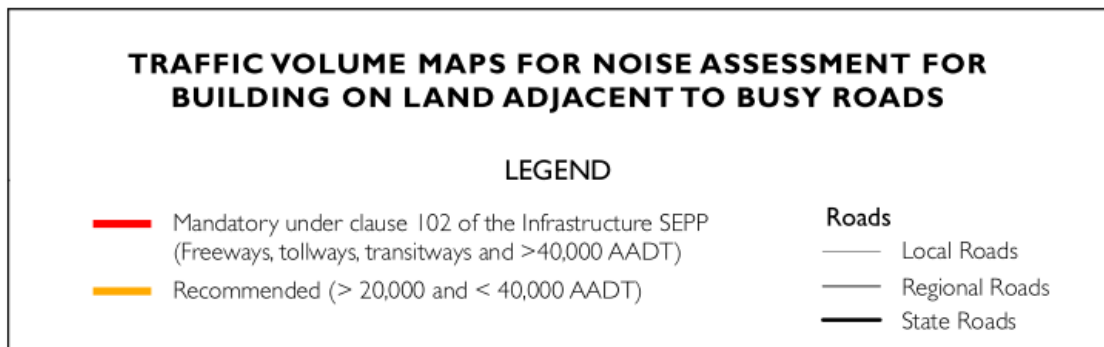 TRAFFIC VOLUME MAPS FOR NOISE ASSESSMENT FOR
BUILDING ON LAND ADJACENT TO BUSY ROADS
LEGEND
Mandatory under clause 102 of the Infrastructure SEPP
(Freeways, tollways, transitways and >40,000 AADT)
Recommended (> 20,000 and < 40,000 AADT)
Roads
Local Roads
Regional Roads
State Roads